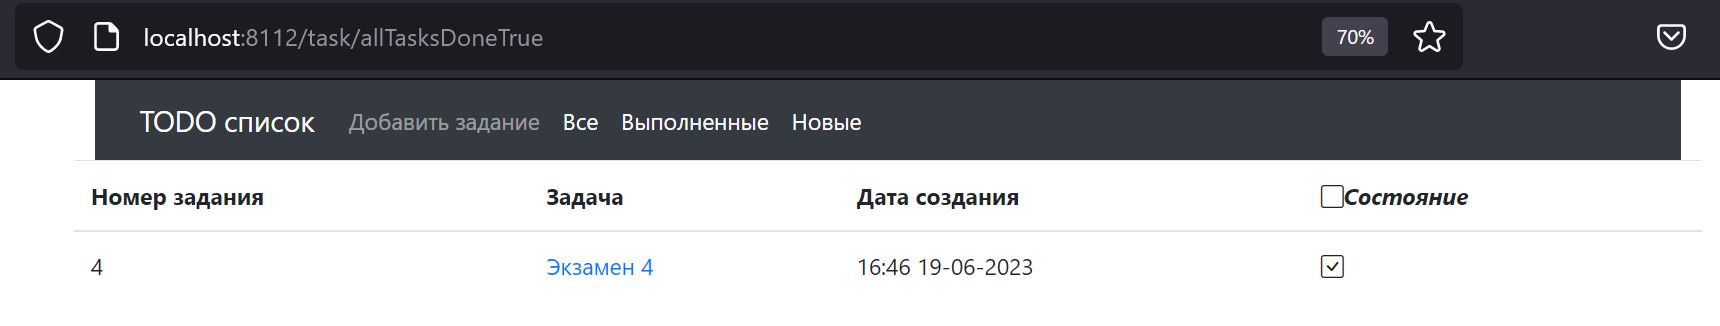 localhost:8112/task/allTasksDoneTrue 70%
TODO список Добавить задание Все Выполненные Новые
Номер задания Задача Дата создания Состояние
4 Экзамен 4 16:46 19-06-2023